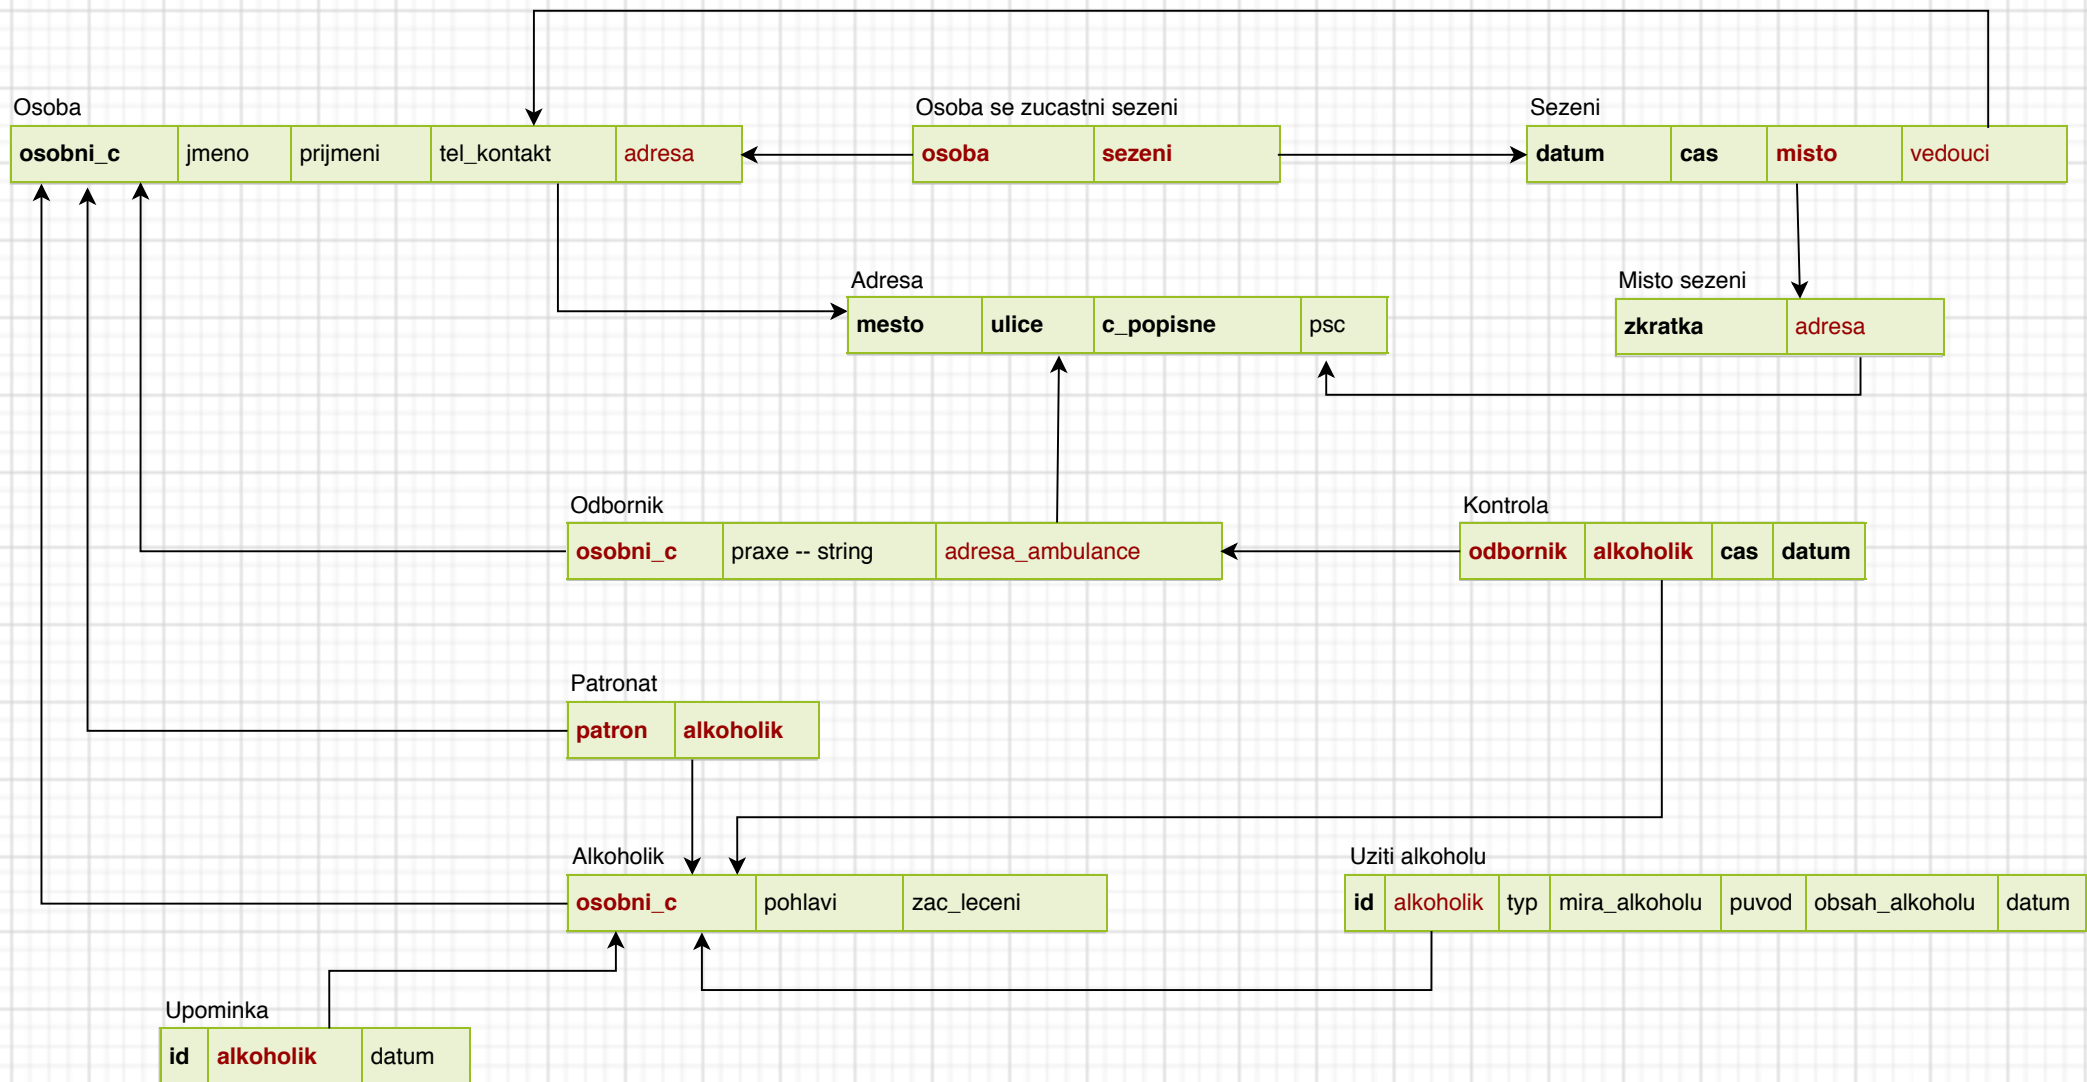 Osoba
osobni_c jmeno prijmeni tel_kontakt adresa
Osoba se zucastni sezeni
osoba sezeni
Sezeni
datum cas misto vedouci
Adresa
mesto ulice c_popisne psc
Misto sezeni
zkratka adresa
Odbornik
osobni_c praxe -- string adresa_ambulance
Kontrola
odbornik alkoholik cas datum
Patronat
patron alkoholik
Alkoholik
osobni_c pohlavi zac_leceni
Uziti alkoholu
id alkoholik typ mira_alkoholu puvod obsah_alkoholu datum
Upominka
id alkoholik datum